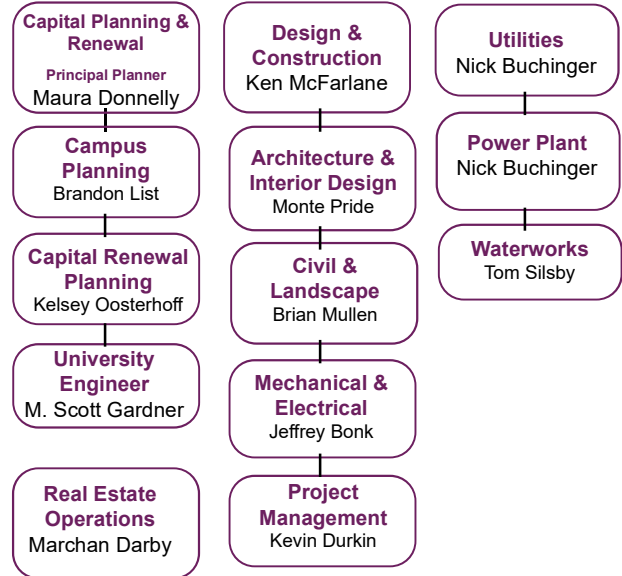 Capital Planning &
Renewal
Principal Planner
Maura Donnelly
Campus
Planning
Brandon List
Capital Renewal
Planning
Kelsey Oosterhoff
University
Engineer
M. Scott Gardner
Real Estate
Operations
Marchan Darby
Design &
Construction
Ken McFarlane
Architecture &
Interior Design
Monte Pride
Civil &
Landscape
Brian Mullen
Mechanical &
Electrical
Jeffrey Bonk
Project
Management
Kevin Durkin
Utilities
Nick Buchinger
Power Plant
Nick Buchinger
Waterworks
Tom Silsby